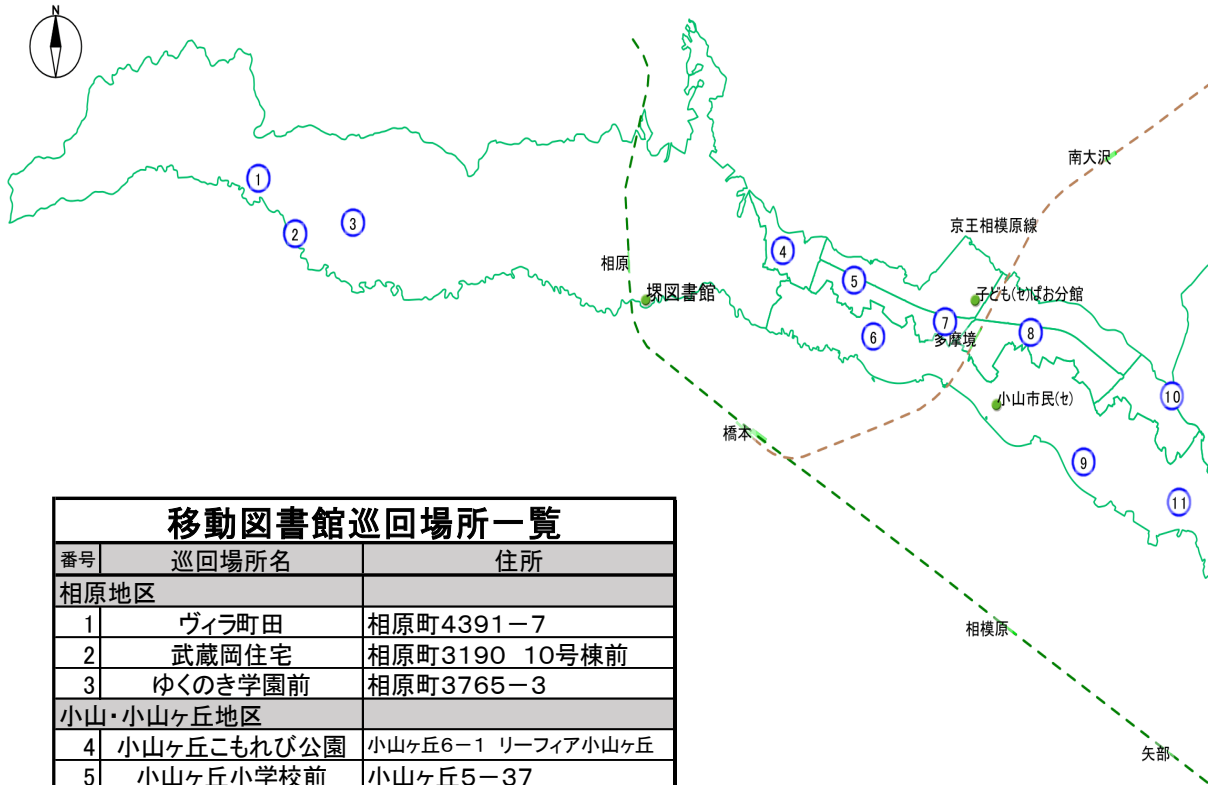 N
南大沢
1
京王相模原線
3
2
4
相原
5
堺図書館
子ども(セ)ぱお分館
7
多摩境
8
6
10
小山市民(セ)
橋本
9
11
相模原
矢部
移動図書館巡回場所一覧
番号 巡回場所名 住所
相原地区
1 ヴィラ町田 相原町4391－7
2 武蔵岡住宅 相原町3190 10号棟前
3 ゆくのき学園前 相原町3765－3
小山・小山ヶ丘地区
4 小山ヶ丘こもれび公園 小山ヶ丘6－1 リーフィア小山ヶ丘
5 小山ヶ丘小学校前 小山ヶ丘5－37